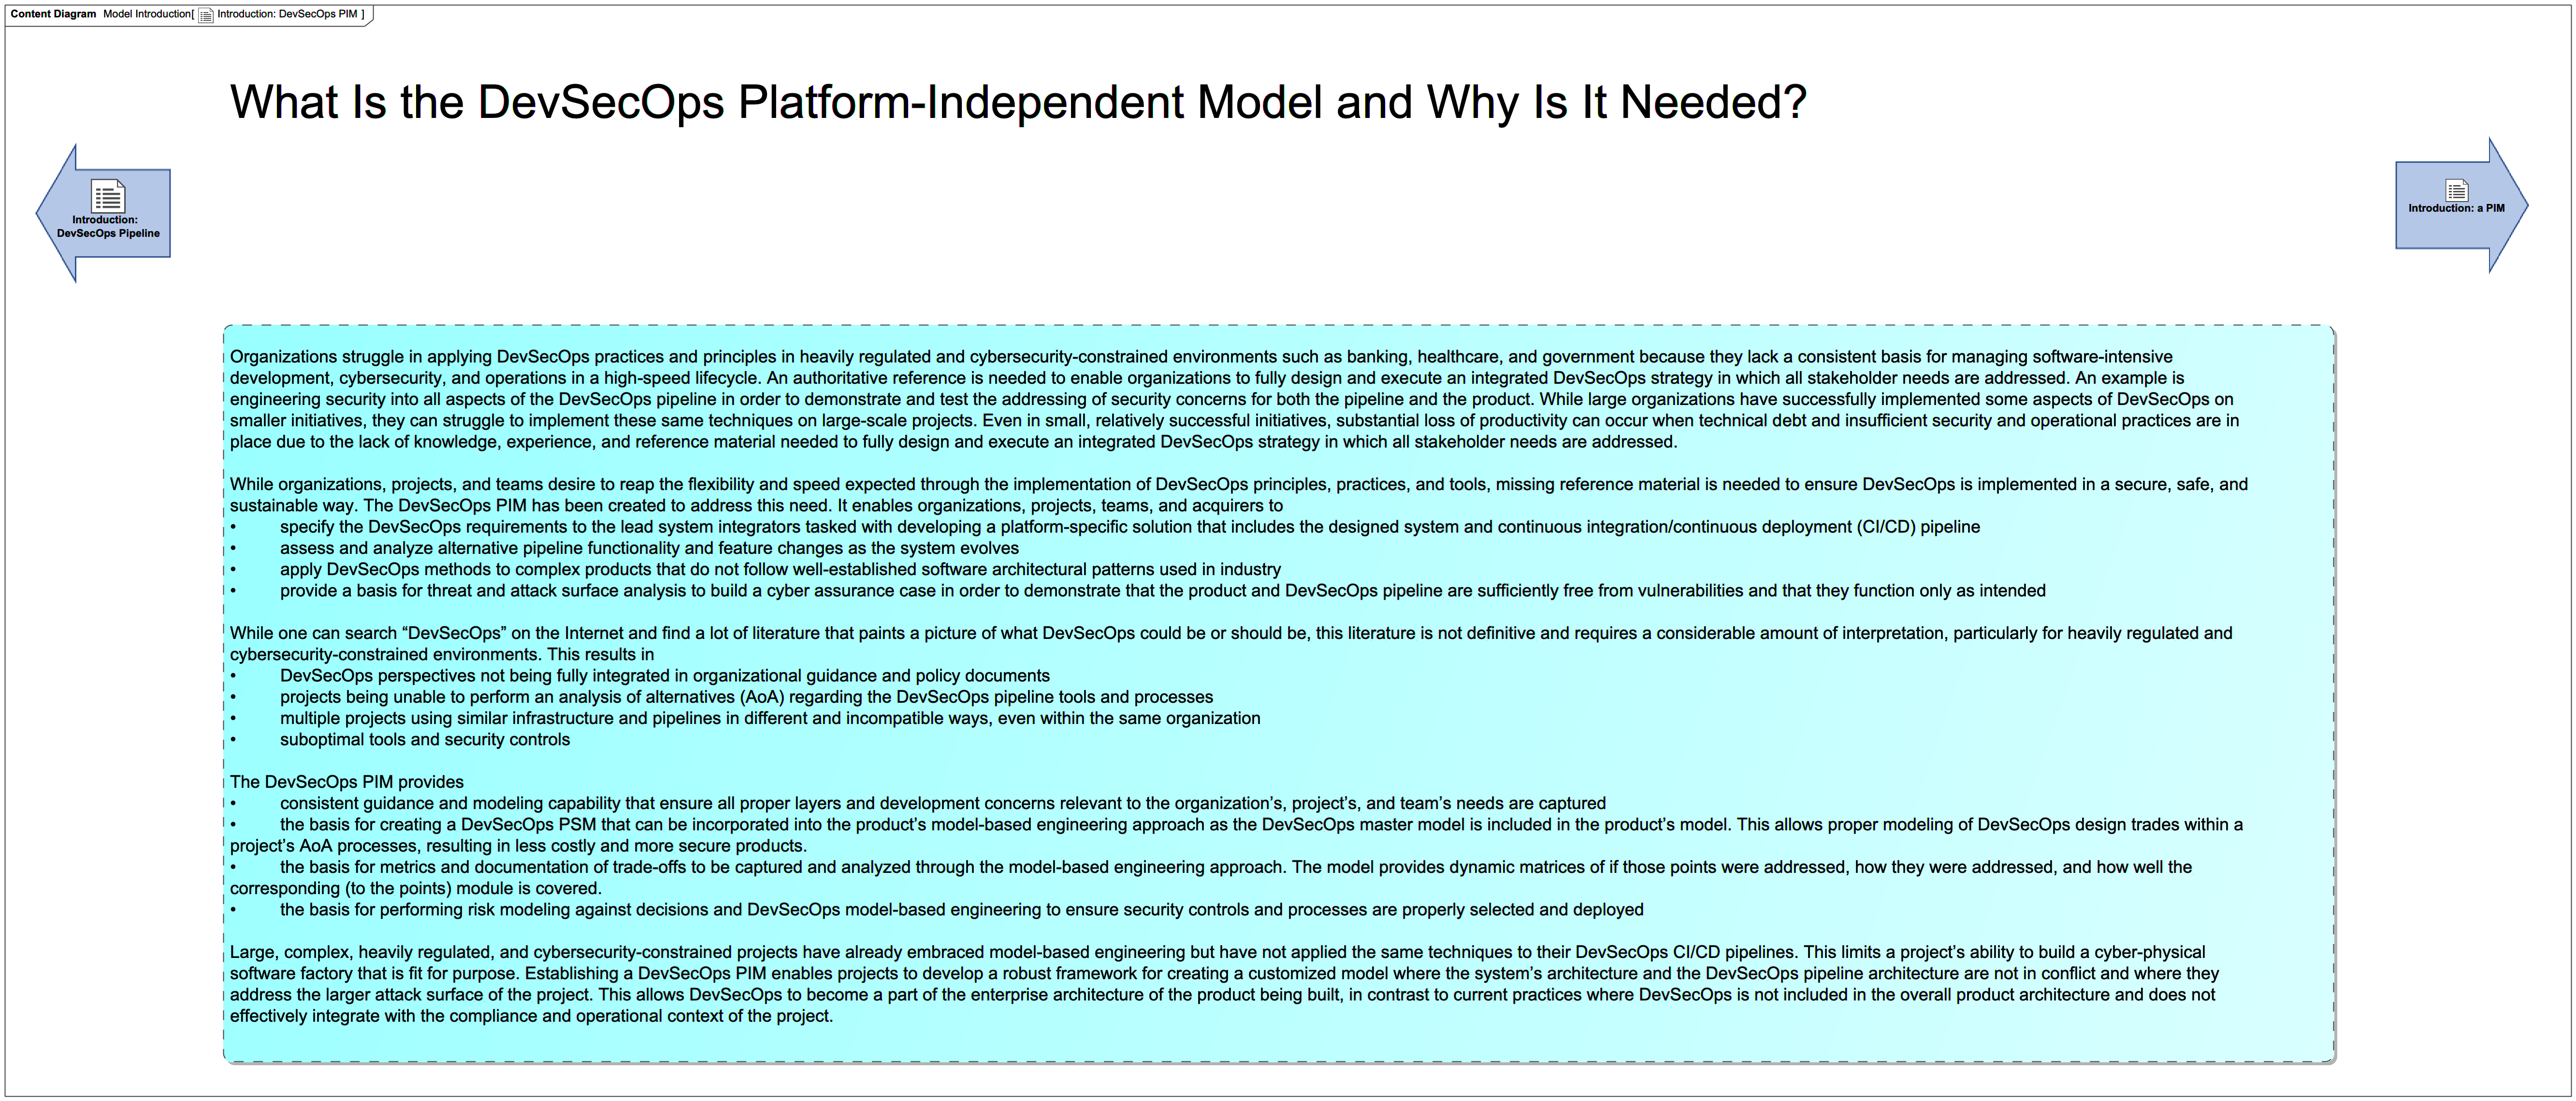 Content Diagram Model Introduction[ Introduction: DevSecOps PIM ]
What Is the DevSecOps Platform-Independent Model and Why Is It Needed?
Introduction:
DevSecOps Pipeline
Introduction: a PIM
Organizations struggle in applying DevSecOps practices and principles in heavily regulated and cybersecurity-constrained environments such as banking, healthcare, and government because they lack a consistent basis for managing software-intensive
development, cybersecurity, and operations in a high-speed lifecycle. An authoritative reference is needed to enable organizations to fully design and execute an integrated DevSecOps strategy in which all stakeholder needs are addressed. An example is
engineering security into all aspects of the DevSecOps pipeline in order to demonstrate and test the addressing of security concerns for both the pipeline and the product. While large organizations have successfully implemented some aspects of DevSecOps on
smaller initiatives, they can struggle to implement these same techniques on large-scale projects. Even in small, relatively successful initiatives, substantial loss of productivity can occur when technical debt and insufficient security and operational practices are in
place due to the lack of knowledge, experience, and reference material needed to fully design and execute an integrated DevSecOps strategy in which all stakeholder needs are addressed.
While organizations, projects, and teams desire to reap the flexibility and speed expected through the implementation of DevSecOps principles, practices, and tools, missing reference material is needed to ensure DevSecOps is implemented in a secure, safe, and
sustainable way. The DevSecOps PIM has been created to address this need. It enables organizations, projects, teams, and acquirers to
• specify the DevSecOps requirements to the lead system integrators tasked with developing a platform-specific solution that includes the designed system and continuous integration/continuous deployment (CI/CD) pipeline
• assess and analyze alternative pipeline functionality and feature changes as the system evolves
• apply DevSecOps methods to complex products that do not follow well-established software architectural patterns used in industry
• provide a basis for threat and attack surface analysis to build a cyber assurance case in order to demonstrate that the product and DevSecOps pipeline are sufficiently free from vulnerabilities and that they function only as intended
While one can search “DevSecOps” on the Internet and find a lot of literature that paints a picture of what DevSecOps could be or should be, this literature is not definitive and requires a considerable amount of interpretation, particularly for heavily regulated and
cybersecurity-constrained environments. This results in
• DevSecOps perspectives not being fully integrated in organizational guidance and policy documents
• projects being unable to perform an analysis of alternatives (AoA) regarding the DevSecOps pipeline tools and processes
• multiple projects using similar infrastructure and pipelines in different and incompatible ways, even within the same organization
• suboptimal tools and security controls
The DevSecOps PIM provides
• consistent guidance and modeling capability that ensure all proper layers and development concerns relevant to the organization’s, project’s, and team’s needs are captured
• the basis for creating a DevSecOps PSM that can be incorporated into the product’s model-based engineering approach as the DevSecOps master model is included in the product’s model. This allows proper modeling of DevSecOps design trades within a
project’s AoA processes, resulting in less costly and more secure products.
• the basis for metrics and documentation of trade-offs to be captured and analyzed through the model-based engineering approach. The model provides dynamic matrices of if those points were addressed, how they were addressed, and how well the
corresponding (to the points) module is covered.
• the basis for performing risk modeling against decisions and DevSecOps model-based engineering to ensure security controls and processes are properly selected and deployed
Large, complex, heavily regulated, and cybersecurity-constrained projects have already embraced model-based engineering but have not applied the same techniques to their DevSecOps CI/CD pipelines. This limits a project’s ability to build a cyber-physical
software factory that is fit for purpose. Establishing a DevSecOps PIM enables projects to develop a robust framework for creating a customized model where the system’s architecture and the DevSecOps pipeline architecture are not in conflict and where they
address the larger attack surface of the project. This allows DevSecOps to become a part of the enterprise architecture of the product being built, in contrast to current practices where DevSecOps is not included in the overall product architecture and does not
effectively integrate with the compliance and operational context of the project.